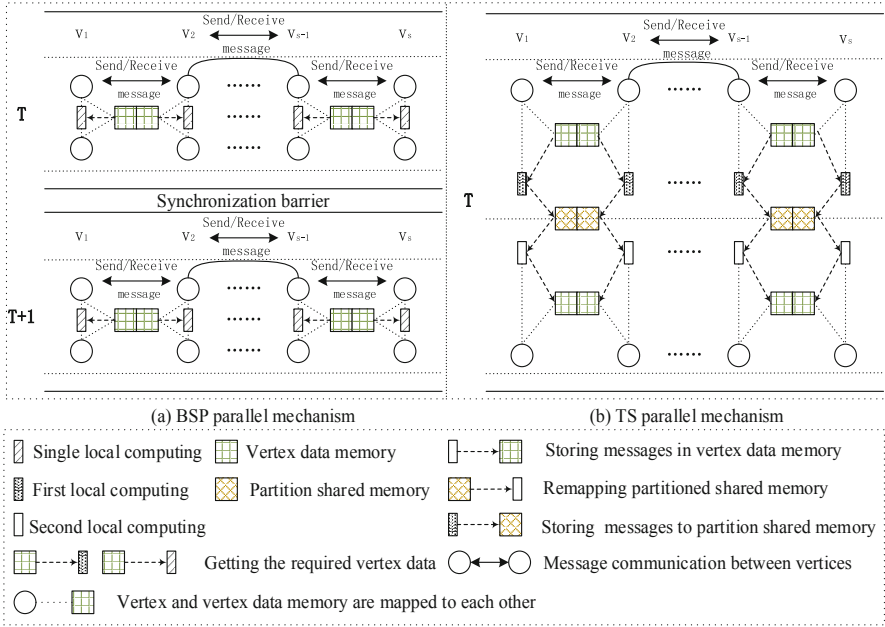 Send/Receive
V1 V2 Vs-1 Vs
message
Send/Receive Send/Receive
message message
T
Synchronization barrier
Send/Receive
V1 V2 Vs-1 Vs
message
Send/Receive Send/Receive
message message
T+1
(a) BSP parallel mechanism
Send/Receive
V1 V2 Vs-1 Vs
message
Send/Receive Send/Receive
message message
T
(b) TS parallel mechanism
Single local computing
Vertex data memory
Storing messages in vertex data memory
First local computing
Partition shared memory
Remapping partitioned shared memory
Second local computing
Storing messages to partition shared memory
Getting the required vertex data
Message communication between vertices
Vertex and vertex data memory are mapped to each other